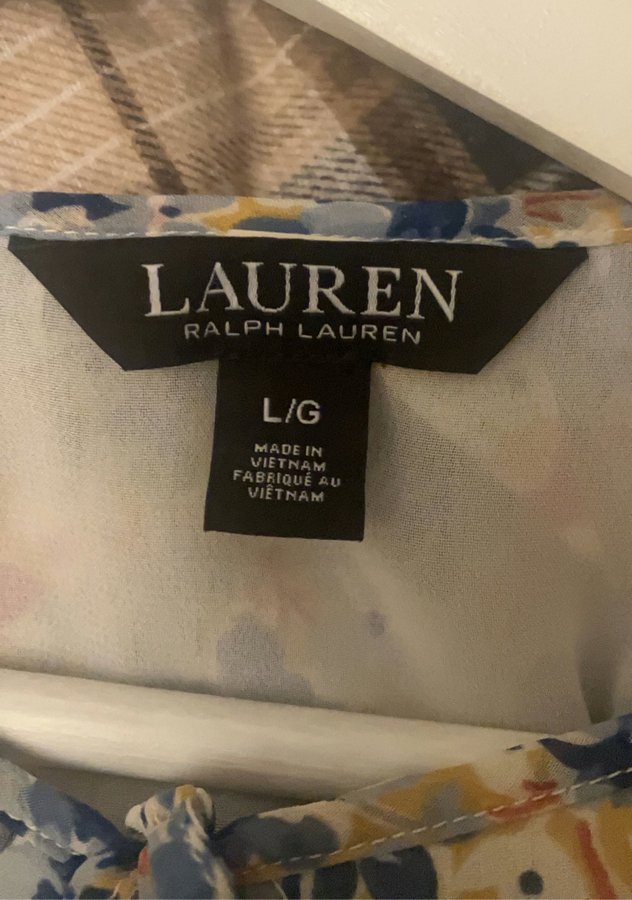 LAUREN
RALPH LAUREN
L/G
MADE IN
VIETNAM
FABRIQUÉ AU
VIÊTNAM